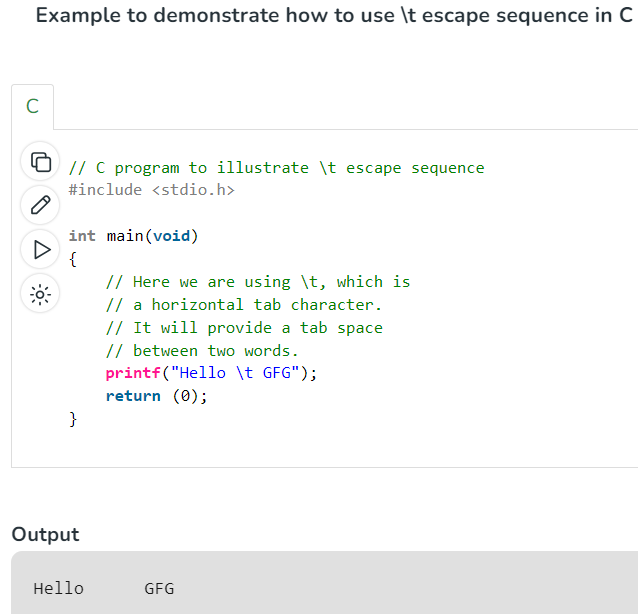 Example to demonstrate how to use \t escape sequence in C
C
// C program to illustrate \t escape sequence
#include <stdio.h>
int main(void)
{
    // Here we are using \t, which is
    // a horizontal tab character.
    // It will provide a tab space
    // between two words.
    printf("Hello \t GFG");
    return (0);
}
Output
Hello      GFG